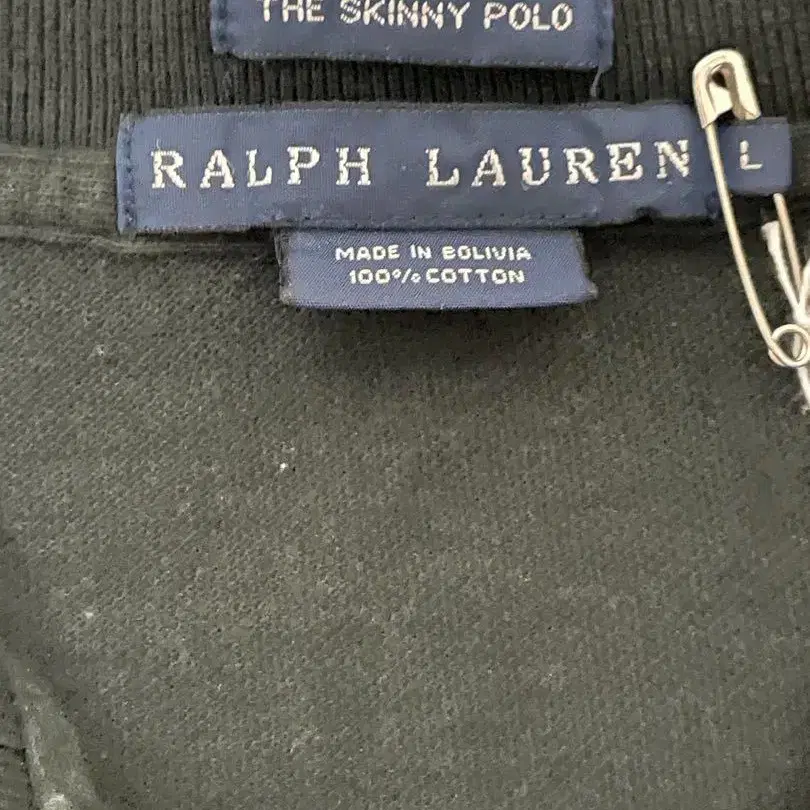 THE SKINNY POLO
RALPH LAUREN L
MADE IN BOLIVIA
100% COTTON